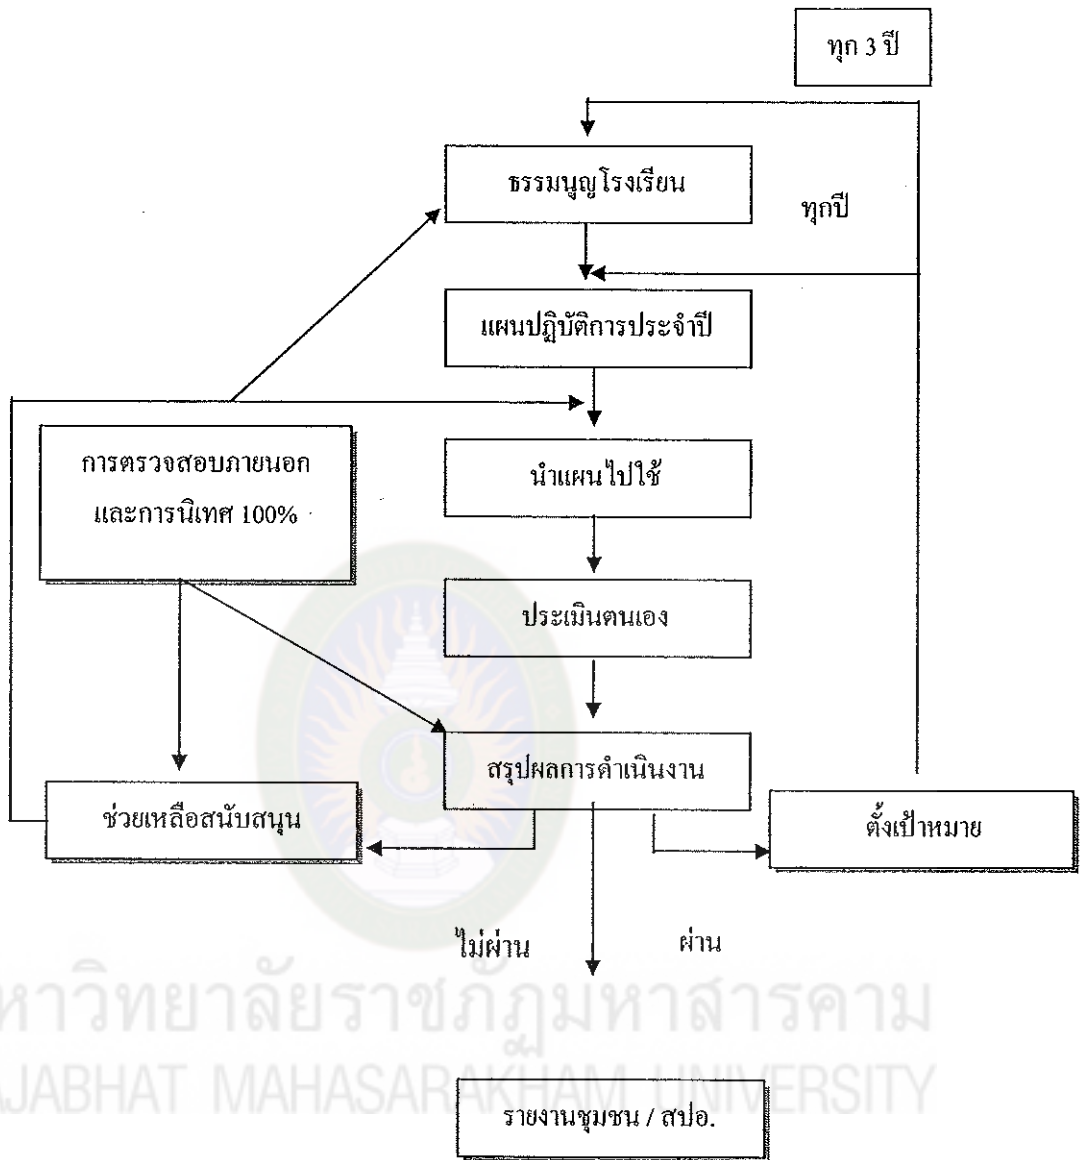 ทุก 3 ปี
ธรรมนูญโรงเรียน
ทุกปี
แผนปฏิบัติการประจำปี
การตรวจสอบภายนอก
และการนิเทศ 100%
นำแผนไปใช้
ประเมินตนเอง
สรุปผลการดำเนินงาน
ช่วยเหลือสนับสนุน
ตั้งเป้าหมาย
ไม่ผ่าน
ผ่าน
หาวิทยาลัยราชภัฏมหาสารคาม
AJABHAT MAHASARAKHAM UNIVERSITY
รายงานชุมชน / สปอ.